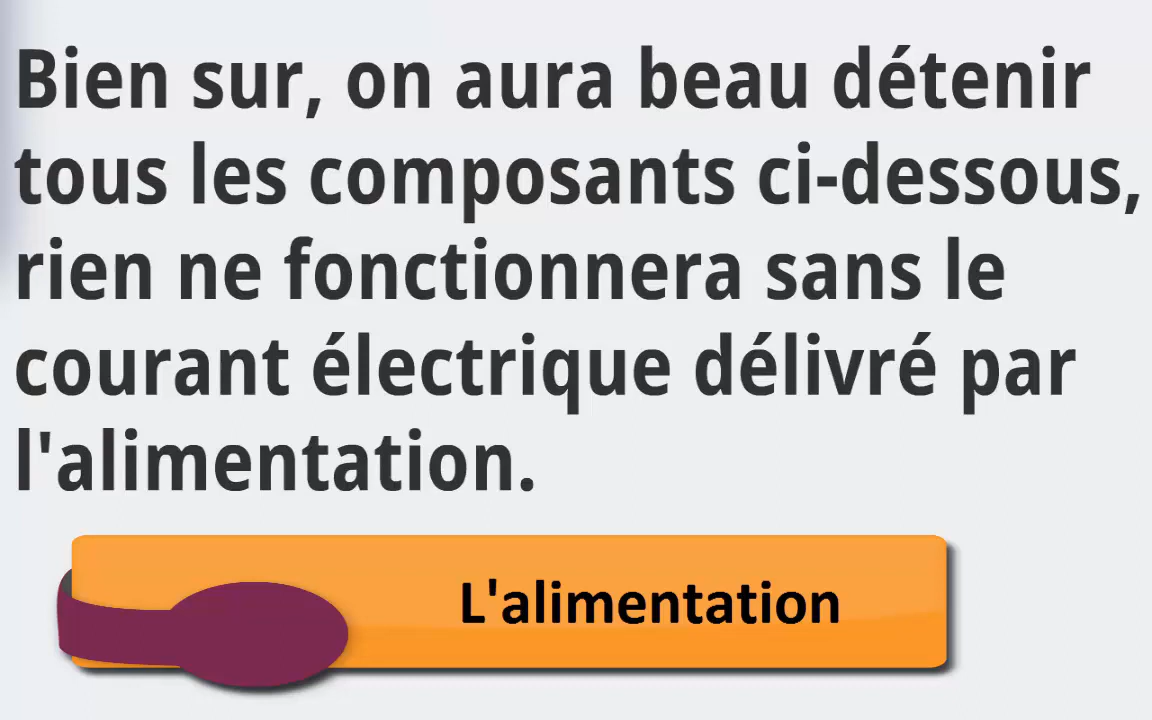 Bien sur, on aura beau détenir
tous les composants ci-dessous,
rien ne fonctionnera sans le
courant électrique délivré par
l'alimentation.
L'alimentation